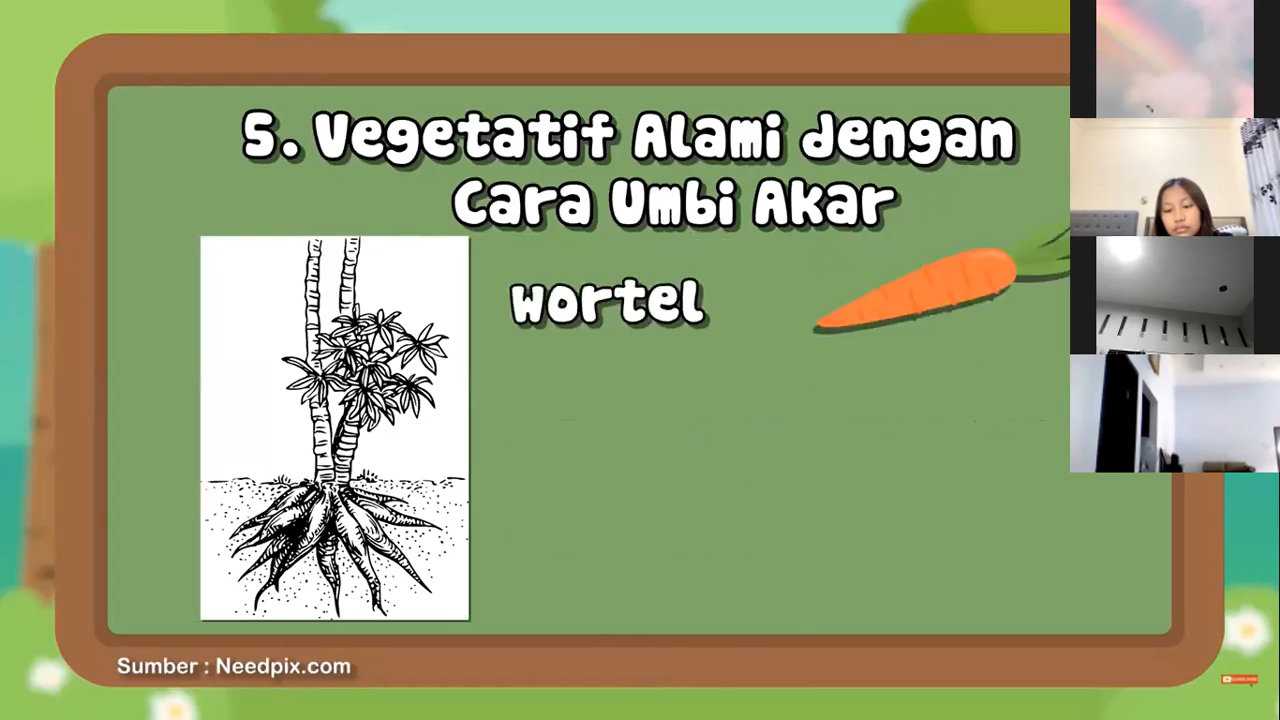 5. Vegetatif Alami dengan
Cara Umbi Akar
wortel
Sumber : Needpix.com